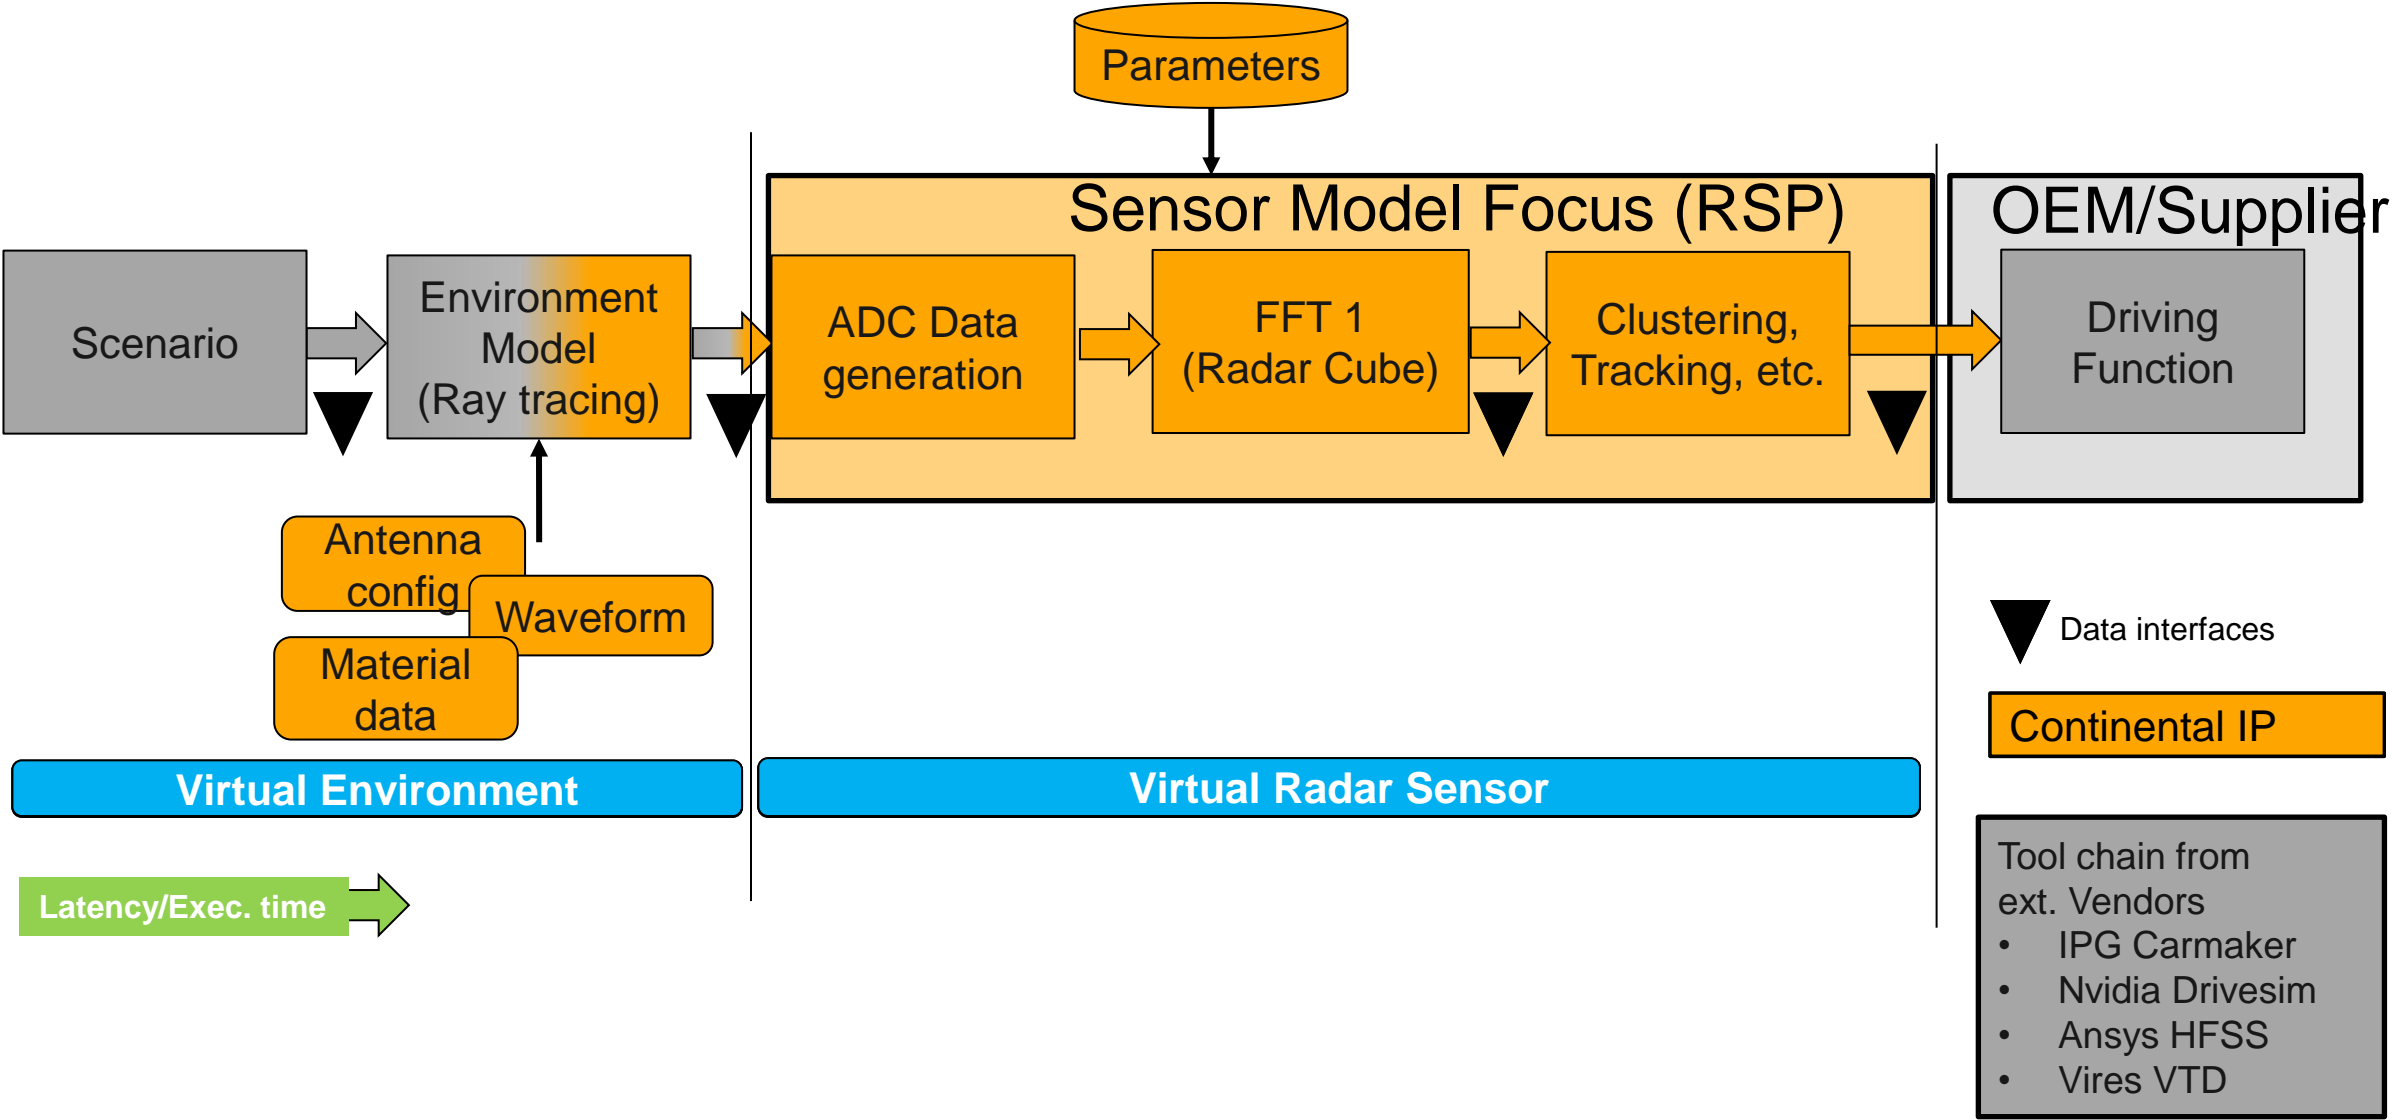 Parameters
Sensor Model Focus (RSP)
OEM/Supplier
Scenario
Environment
Model
(Ray tracing)
ADC Data
generation
FFT 1
(Radar Cube)
Clustering,
Tracking, etc.
Driving
Function
Antenna
config
Waveform
Material
data
Data interfaces
Continental IP
Virtual Environment
Virtual Radar Sensor
Latency/Exec. time
Tool chain from
ext. Vendors
• IPG Carmaker
• Nvidia Drivesim
• Ansys HFSS
• Vires VTD